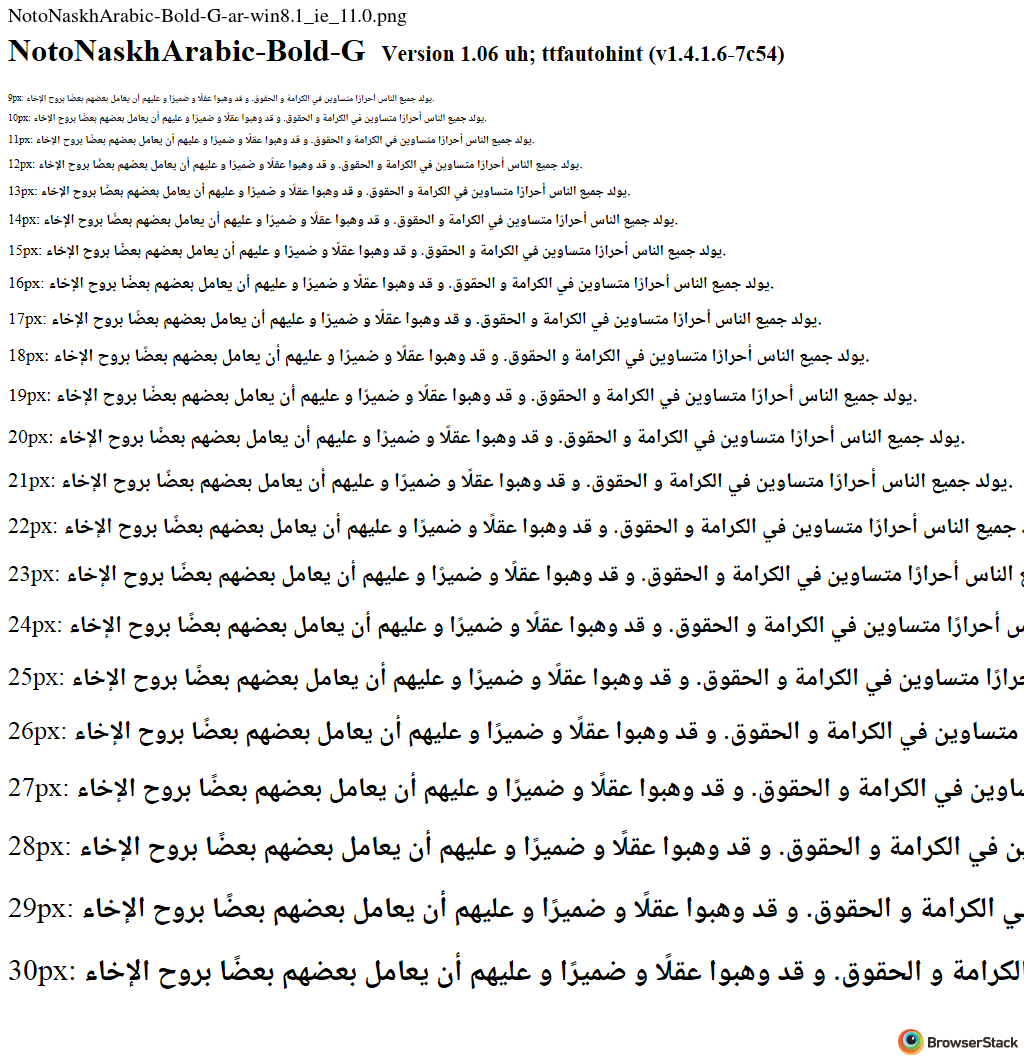 NotoNaskhArabic-Bold-G-ar-win8.1_ie_11.0.png
NotoNaskhArabic-Bold-G Version 1.06 uh; ttfautohint (v1.4.1.6-7c54)
9px: يولد جميع الناس أحرارًا متساوين في الكرامة و الحقوق. و قد وهبوا عقلًا و ضميرًا و عليهم أن يعامل بعضهم بعضًا بروح الإخاء.
10px: يولد جميع الناس أحرارًا متساوين في الكرامة و الحقوق. و قد وهبوا عقلًا و ضميرًا و عليهم أن يعامل بعضهم بعضًا بروح الإخاء.
11px: يولد جميع الناس أحرارًا متساوين في الكرامة و الحقوق. و قد وهبوا عقلًا و ضميرًا و عليهم أن يعامل بعضهم بعضًا بروح الإخاء.
12px: يولد جميع الناس أحرارًا متساوين في الكرامة و الحقوق. و قد وهبوا عقلًا و ضميرًا و عليهم أن يعامل بعضهم بعضًا بروح الإخاء.
13px: يولد جميع الناس أحرارًا متساوين في الكرامة و الحقوق. و قد وهبوا عقلًا و ضميرًا و عليهم أن يعامل بعضهم بعضًا بروح الإخاء.
14px: يولد جميع الناس أحرارًا متساوين في الكرامة و الحقوق. و قد وهبوا عقلًا و ضميرًا و عليهم أن يعامل بعضهم بعضًا بروح الإخاء.
15px: يولد جميع الناس أحرارًا متساوين في الكرامة و الحقوق. و قد وهبوا عقلًا و ضميرًا و عليهم أن يعامل بعضهم بعضًا بروح الإخاء.
16px: يولد جميع الناس أحرارًا متساوين في الكرامة و الحقوق. و قد وهبوا عقلًا و ضميرًا و عليهم أن يعامل بعضهم بعضًا بروح الإخاء.
17px: يولد جميع الناس أحرارًا متساوين في الكرامة و الحقوق. و قد وهبوا عقلًا و ضميرًا و عليهم أن يعامل بعضهم بعضًا بروح الإخاء.
18px: يولد جميع الناس أحرارًا متساوين في الكرامة و الحقوق. و قد وهبوا عقلًا و ضميرًا و عليهم أن يعامل بعضهم بعضًا بروح الإخاء.
19px: يولد جميع الناس أحرارًا متساوين في الكرامة و الحقوق. و قد وهبوا عقلًا و ضميرًا و عليهم أن يعامل بعضهم بعضًا بروح الإخاء.
20px: يولد جميع الناس أحرارًا متساوين في الكرامة و الحقوق. و قد وهبوا عقلًا و ضميرًا و عليهم أن يعامل بعضهم بعضًا بروح الإخاء.
21px: يولد جميع الناس أحرارًا متساوين في الكرامة و الحقوق. و قد وهبوا عقلًا و ضميرًا و عليهم أن يعامل بعضهم بعضًا بروح الإخاء.
22px: جميع الناس أحرارًا متساوين في الكرامة و الحقوق. و قد وهبوا عقلًا و ضميرًا و عليهم أن يعامل بعضهم بعضًا بروح الإخاء
23px: الناس أحرارًا متساوين في الكرامة و الحقوق. و قد وهبوا عقلًا و ضميرًا و عليهم أن يعامل بعضهم بعضًا بروح الإخاء
24px: أحرارًا متساوين في الكرامة و الحقوق. و قد وهبوا عقلًا و ضميرًا و عليهم أن يعامل بعضهم بعضًا بروح الإخاء
25px: متساوين في الكرامة و الحقوق. و قد وهبوا عقلًا و ضميرًا و عليهم أن يعامل بعضهم بعضًا بروح الإخاء
26px: متساوين في الكرامة و الحقوق. و قد وهبوا عقلًا و ضميرًا و عليهم أن يعامل بعضهم بعضًا بروح الإخاء
27px: في الكرامة و الحقوق. و قد وهبوا عقلًا و ضميرًا و عليهم أن يعامل بعضهم بعضًا بروح الإخاء
28px: في الكرامة و الحقوق. و قد وهبوا عقلًا و ضميرًا و عليهم أن يعامل بعضهم بعضًا بروح الإخاء
29px: الكرامة و الحقوق. و قد وهبوا عقلًا و ضميرًا و عليهم أن يعامل بعضهم بعضًا بروح الإخاء
30px: الكرامة و الحقوق. و قد وهبوا عقلًا و ضميرًا و عليهم أن يعامل بعضهم بعضًا بروح الإخاء
BrowserStack